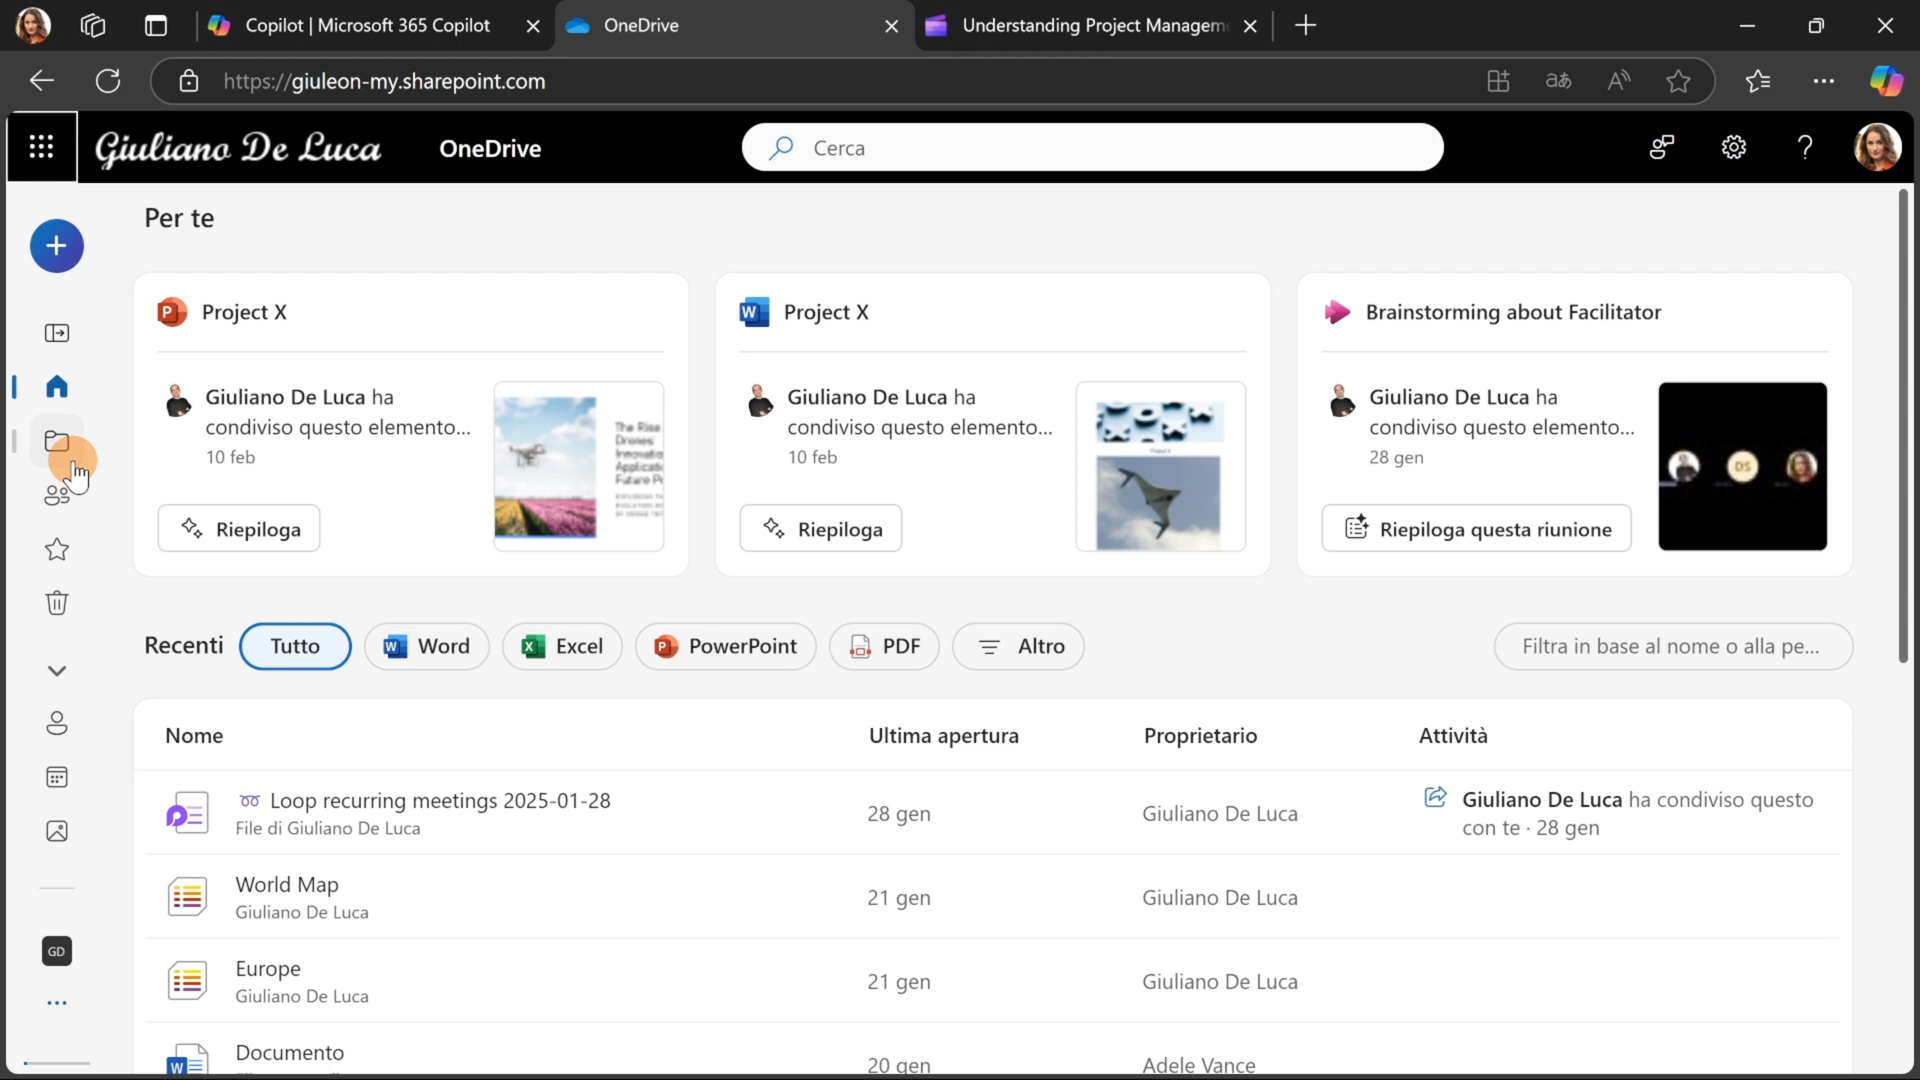 Copilot | Microsoft 365 Copilot
OneDrive
Understanding Project Managem
https://giuleon-my.sharepoint.com
Giuliano De Luca
OneDrive
Cerca
Per te
Project X
Giuliano De Luca ha
condiviso questo elemento...
10 feb
Riepiloga
The Rise
Drones:
Project X
Giuliano De Luca ha
condiviso questo elemento...
10 feb
Riepiloga
Project X
Brainstorming about Facilitator
Giuliano De Luca ha
condiviso questo elemento...
28 gen
Riepiloga questa riunione
DS
Recenti
Tutto
Word
Excel
PowerPoint
PDF
Altro
Filtra in base al nome o alla pe...
Nome
Ultima apertura
Proprietario
Attività
Loop recurring meetings 2025-01-28
File di Giuliano De Luca
28 gen
Giuliano De Luca
Giuliano De Luca ha condiviso questo
con te · 28 gen
World Map
Giuliano De Luca
21 gen
Giuliano De Luca
Europe
Giuliano De Luca
21 gen
Giuliano De Luca
Documento
20 gen
Adele Vance
GD